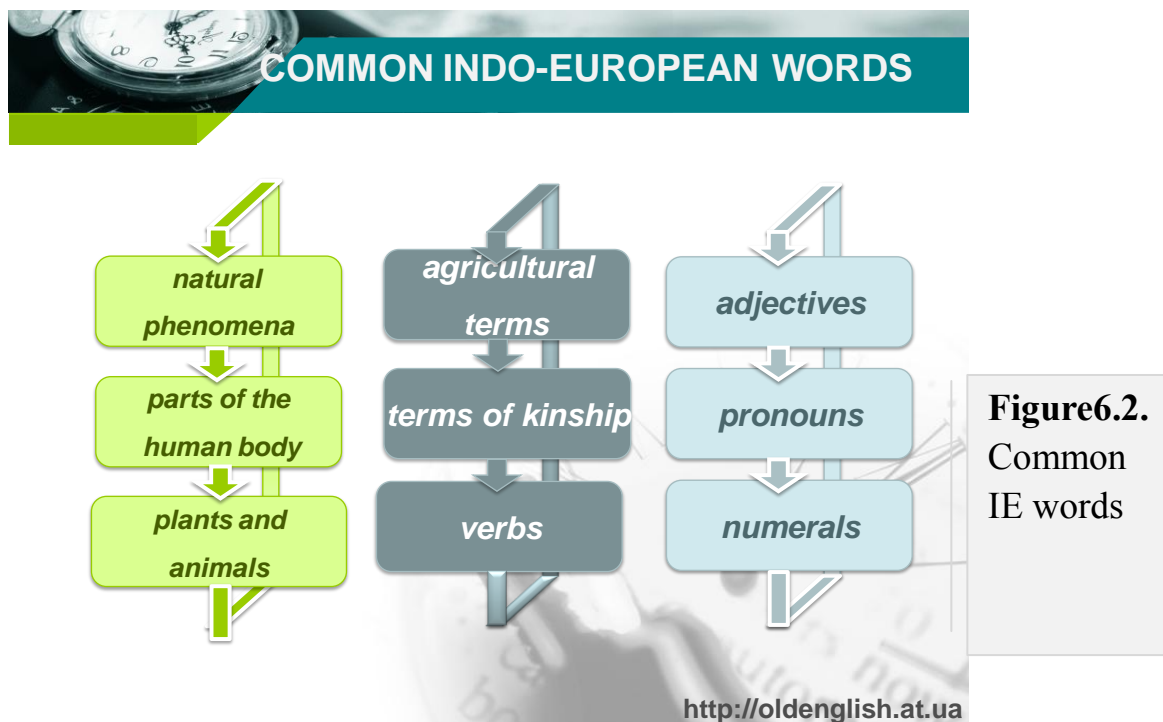 COMMON INDO-EUROPEAN WORDS
natural
phenomena
parts of the
human body
plants and
animals
agricultural
terms
terms of kinship
verbs
adjectives
pronouns
numerals
Figure6.2.
Common
IE words
http://oldenglish.at.ua